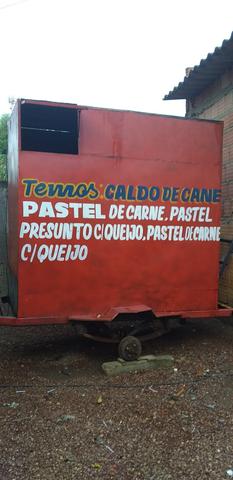 Temos: CALDO DE CANE
PASTEL DE CARNE, PASTEL
PRESUNTO C/QUEIJO, PASTEL DE CARNE
C/QUEIJO